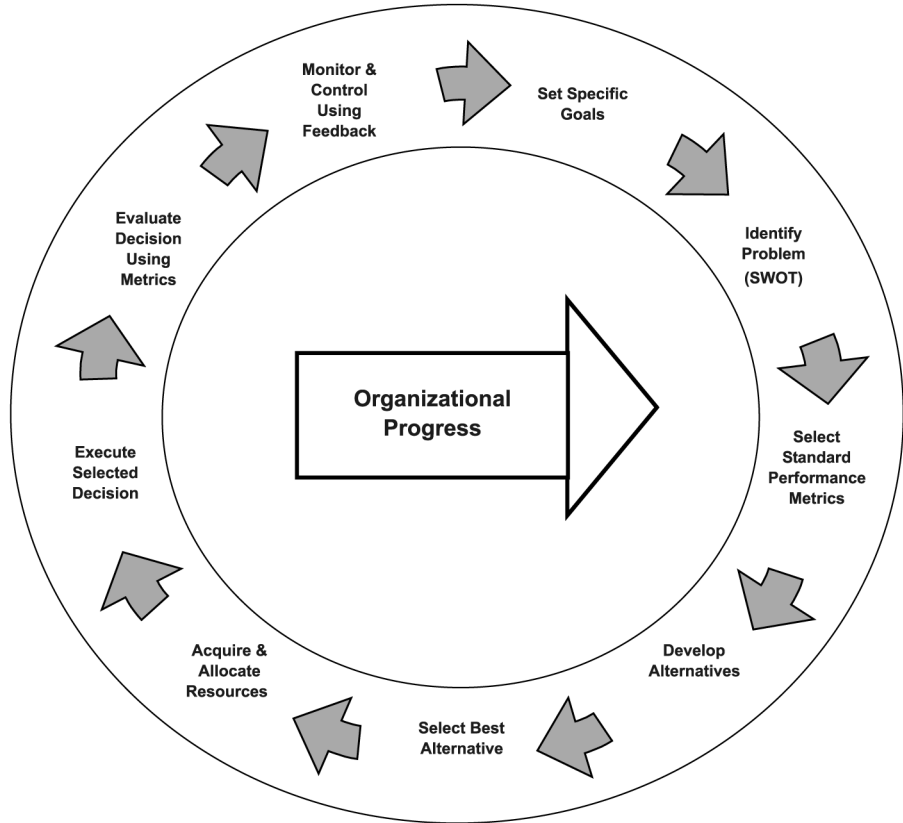 Monitor &
Control
Using
Feedback
Set Specific
Goals
Identify
Problem
(SWOT)
Select
Standard
Performance
Metrics
Develop
Alternatives
Select Best
Alternative
Acquire &
Allocate
Resources
Execute
Selected
Decision
Evaluate
Decision
Using
Metrics
Organizational
Progress